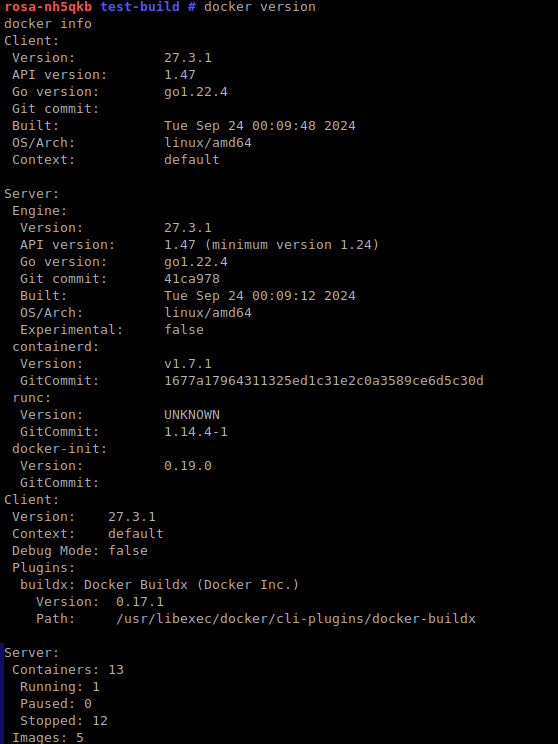 rosa-nh5qkb test-build # docker version
docker info
Client:
 Version:           27.3.1
 API version:       1.47
 Go version:        go1.22.4
 Git commit:
 Built:             Tue Sep 24 00:09:48 2024
 OS/Arch:           linux/amd64
 Context:           default

Server:
 Engine:
  Version:          27.3.1
  API version:      1.47 (minimum version 1.24)
  Go version:       go1.22.4
  Git commit:       41ca978
  Built:            Tue Sep 24 00:09:12 2024
  OS/Arch:          linux/amd64
  Experimental:     false
 containerd:
  Version:          v1.7.1
  GitCommit:        1677a17964311325ed1c31e2c0a3589ce6d5c30d
 runc:
  Version:          UNKNOWN
  GitCommit:        1.14.4-1
 docker-init:
  Version:          0.19.0
  GitCommit:
Client:
 Version:    27.3.1
 Context:    default
 Debug Mode: false
 Plugins:
  buildx: Docker Buildx (Docker Inc.)
    Version:  0.17.1
    Path:     /usr/libexec/docker/cli-plugins/docker-buildx

Server:
 Containers: 13
  Running: 1
  Paused: 0
  Stopped: 12
 Images: 5